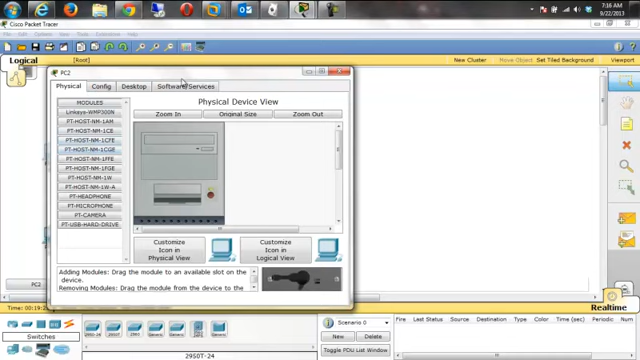 7:16 AM
9/22/2013
Cisco Packet Tracer
Logical
[Root]
New Cluster
Move Object
Set Tiled Background
PC2
Physical
Config
Desktop
Software/Services
MODULES
Linksys-WMP300N
PT-HOST-NM-1AM
PT-HOST-NM-1CE
PT-HOST-NM-1CFE
PT-HOST-NM-1CGE
PT-HOST-NM-1FFE
PT-HOST-NM-1FGE
PT-HOST-NM-1W
PT-HOST-NM-1W-A
PT-HEADPHONE
PT-MICROPHONE
PT-CAMERA
PT-USB-HARD-DRIVE
Physical Device View
Zoom In
Original Size
Zoom Out
Customize
Icon in
Physical View
Customize
Icon in
Logical View
Adding Modules: Drag the module to an available slot on the
device.
Removing Modules: Drag the module from the device to the
PC2
Realtime
Switches
Scenario 0
New
Delete
Toggle PDU List Window
Fire
Last Status
Source
Destination
Type
Color
Time (sec)
Periodic
Num
2950T-24